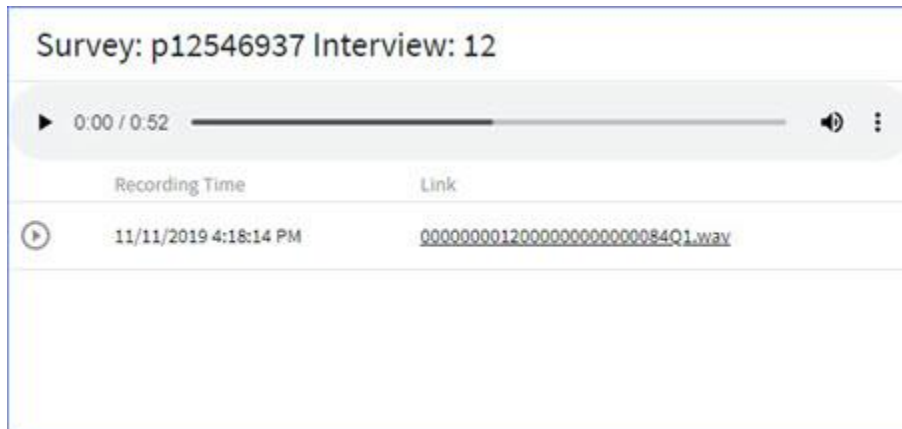 Survey: p12546937 Interview: 12
0:00 / 0:52
Recording Time Link
11/11/2019 4:18:14 PM 0000000012000000000000084Q1.wav